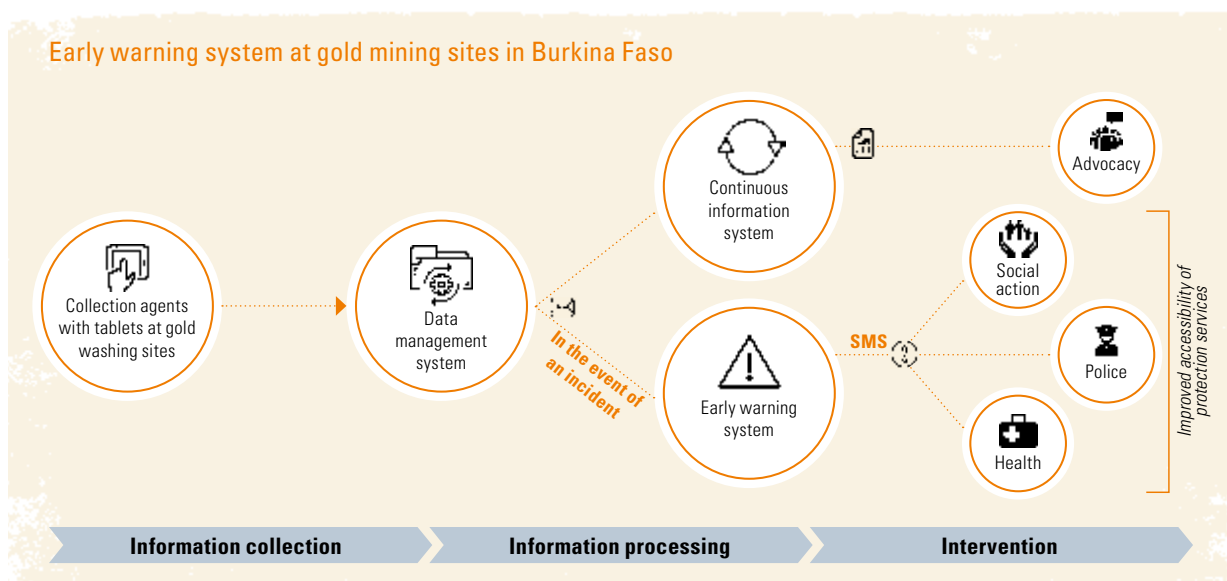 Early warning system at gold mining sites in Burkina Faso
Collection agents
with tablets at gold
washing sites
Data
management
system
In the event of
an incident
Continuous
information
system
Early warning
system
SMS
Advocacy
Social
action
Police
Health
Improved accessibility of
protection services
Information collection
Information processing
Intervention